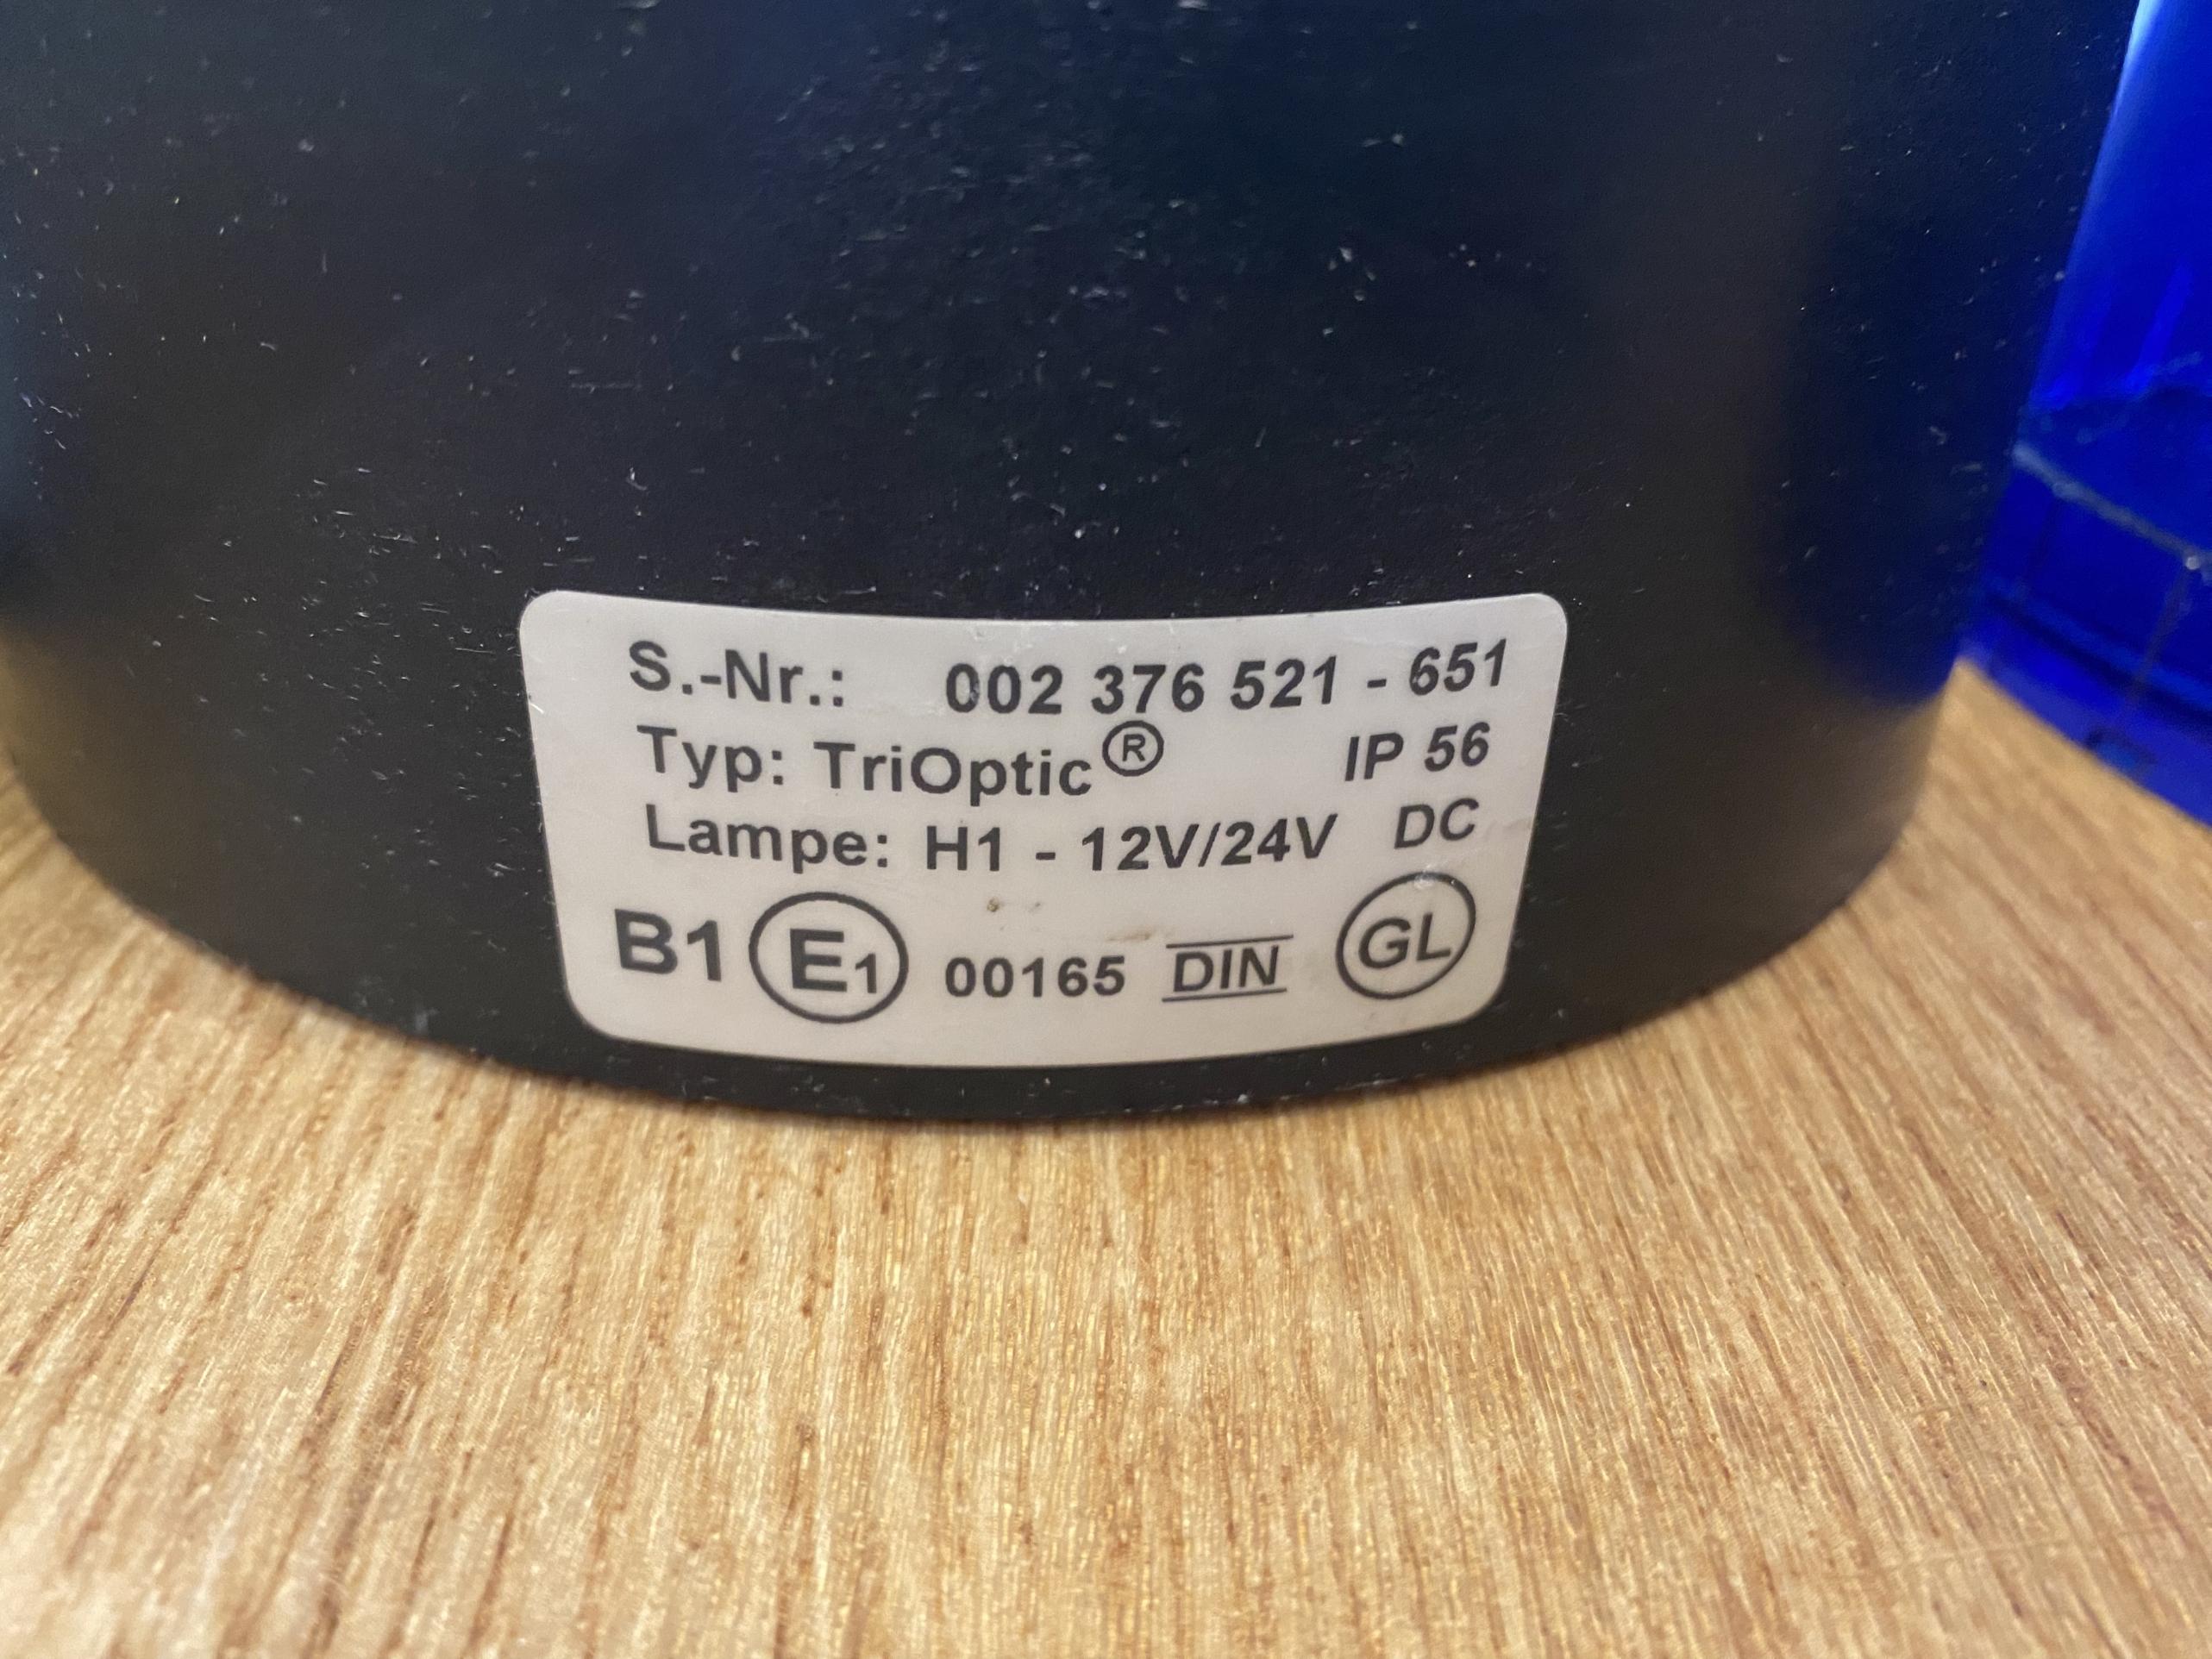 S.-Nr.: 002 376 521 - 651
Typ: TriOptic® IP 56
Lampe: H1 - 12V/24V DC
B1 E1 00165 DIN GL